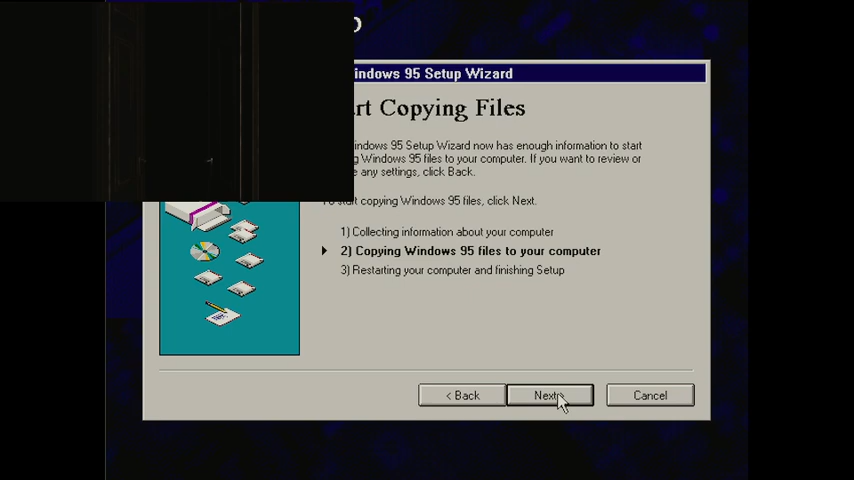 indows 95 Setup Wizard
rt Copying Files
indows 95 Setup Wizard now has enough information to start
g Windows 95 files to your computer. If you want to review or
e any settings, click Back.
start copying Windows 95 files, click Next.
1) Collecting information about your computer
2) Copying Windows 95 files to your computer
3) Restarting your computer and finishing Setup
< Back
Next
Cancel